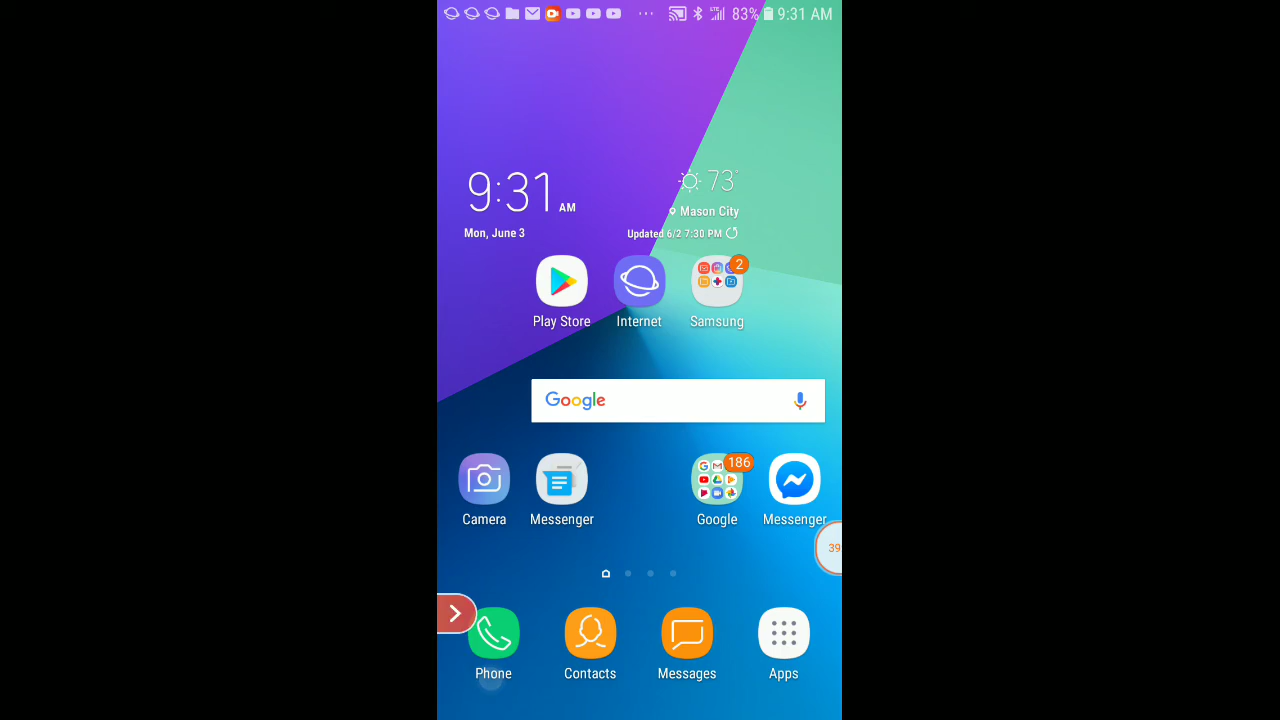 83% 9:31 AM
9:31 AM
73°
Mason City
Mon, June 3
Updated 6/2 7:30 PM
2
Play Store
Internet
Samsung
Google
186
Camera
Messenger
Google
Messenger
39
Phone
Contacts
Messages
Apps